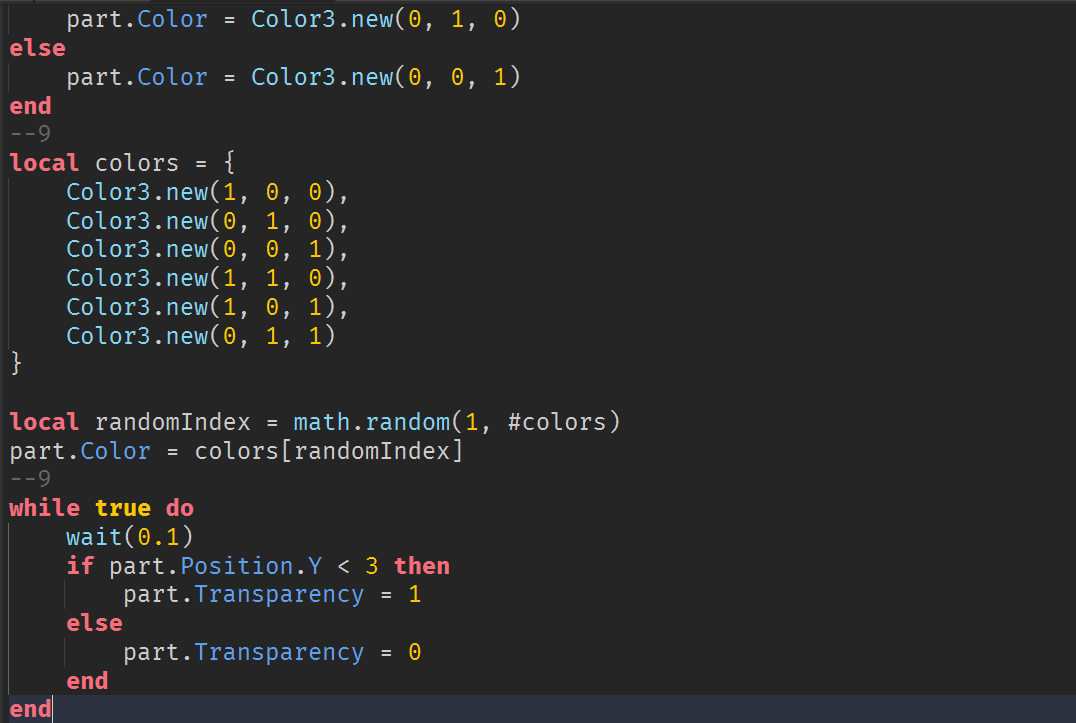 part.Color = Color3.new(0, 1, 0)
else
    part.Color = Color3.new(0, 0, 1)
end
--9
local colors = {
    Color3.new(1, 0, 0),
    Color3.new(0, 1, 0),
    Color3.new(0, 0, 1),
    Color3.new(1, 1, 0),
    Color3.new(1, 0, 1),
    Color3.new(0, 1, 1)
}

local randomIndex = math.random(1, #colors)
part.Color = colors[randomIndex]
--9
while true do
    wait(0.1)
    if part.Position.Y < 3 then
        part.Transparency = 1
    else
        part.Transparency = 0
    end
end